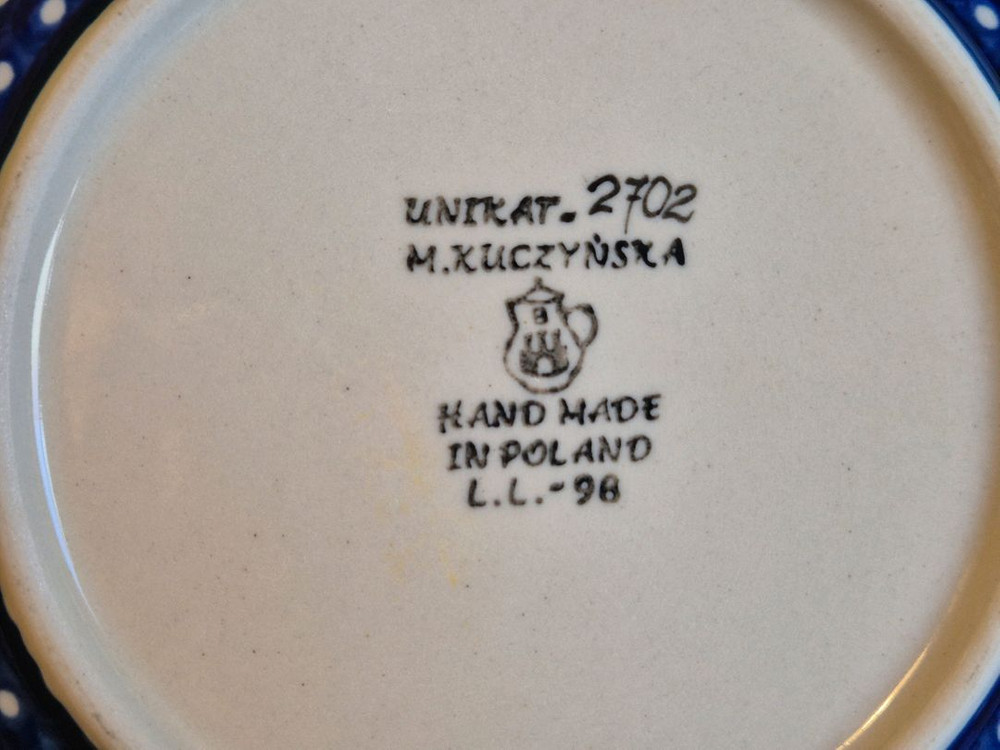 UNIKAT. 2702
M.KUCZYŃSKA
HAND MADE
IN POLAND
L.L.-98